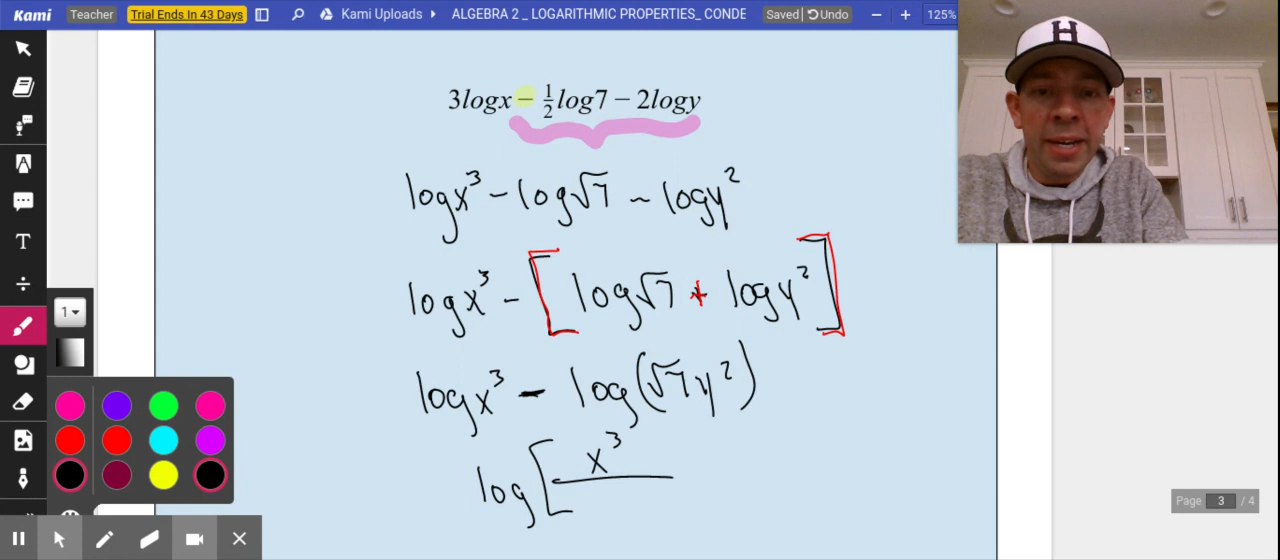 Kami Teacher Trial Ends In 43 Days Kami Uploads ALGEBRA 2 _ LOGARITHMIC PROPERTIES_ CONDE Saved Undo 125%
H
3logx − ½log7 − 2logy
logx³ − log√7 − logy²
logx³ − [log√7 + logy²]
logx³ − log(√7y²)
log[x³
T
1
Page 3 / 4